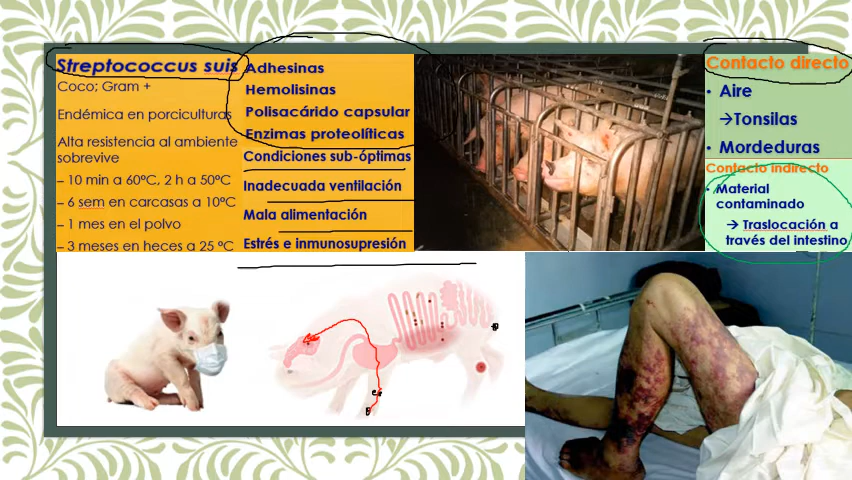 Streptococcus suis
Coco; Gram +
Endémica en porciculturas
Alta resistencia al ambiente
sobrevive
– 10 min a 60ºC, 2 h a 50ºC
– 6 sem en carcasas a 10ºC
– 1 mes en el polvo
– 3 meses en heces a 25 ºC
Adhesinas
Hemolisinas
Polisacárido capsular
Enzimas proteolíticas
Condiciones sub-óptimas
Inadecuada ventilación
Mala alimentación
Estrés e inmunosupresión
Contacto directo
• Aire
→Tonsilas
• Mordeduras
Contacto indirecto
• Material
contaminado
→ Traslocación a
través del intestino